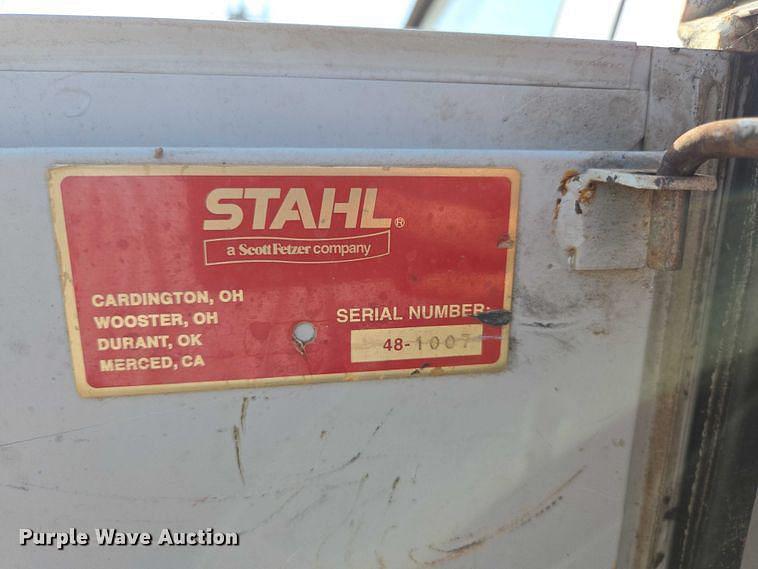 STAHL®
a Scott Fetzer company
CARDINGTON, OH
WOOSTER, OH
DURANT, OK
MERCED, CA
SERIAL NUMBER:
48-1007
Purple Wave Auction